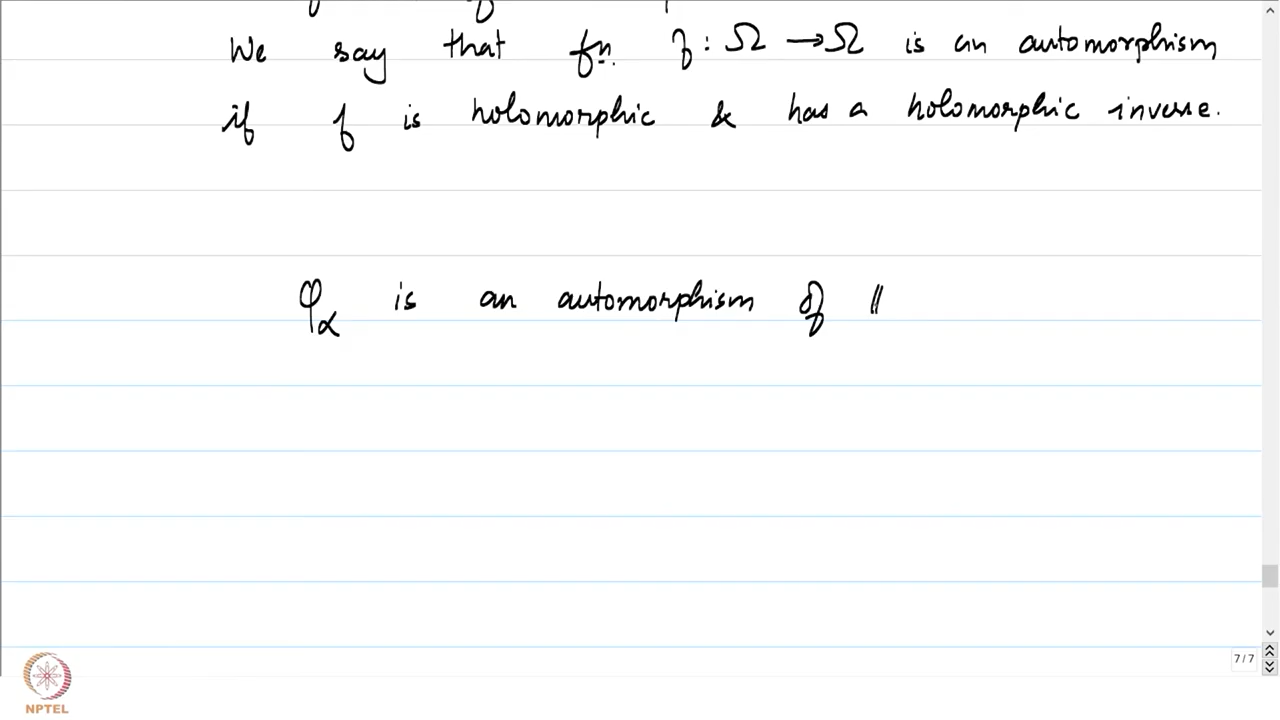 We say that fn. f : Ω → Ω is an automorphism
if f is holomorphic & has a holomorphic inverse.
φα is an automorphism of
7 / 7
NPTEL